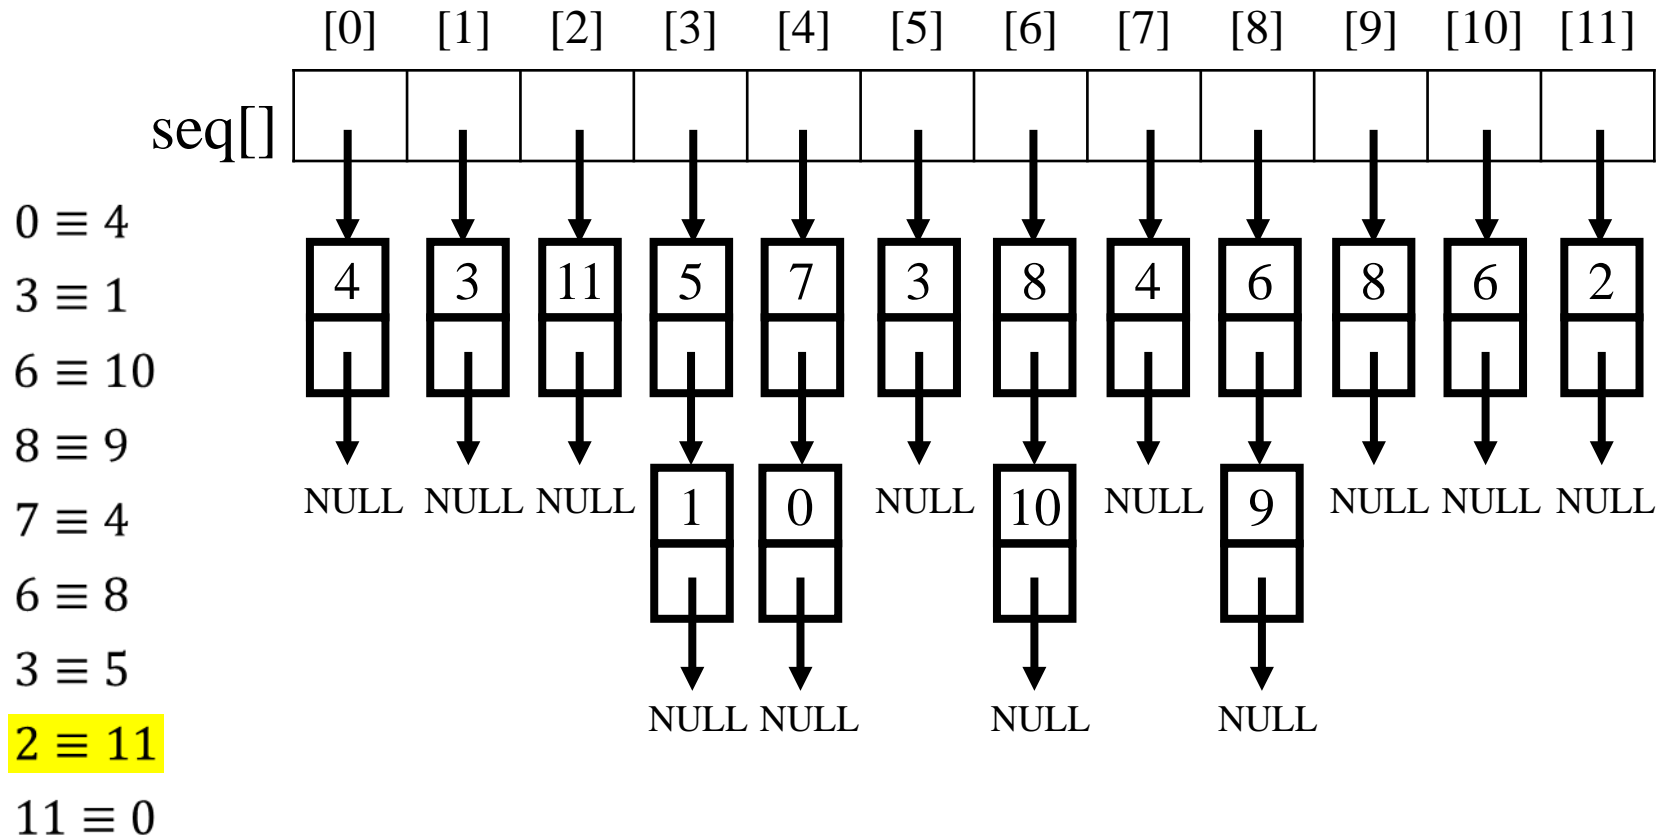 [0] [1] [2] [3] [4] [5] [6] [7] [8] [9] [10] [11]
seq[]
0 ≡ 4
3 ≡ 1
6 ≡ 10
8 ≡ 9
7 ≡ 4
6 ≡ 8
3 ≡ 5
2 ≡ 11
11 ≡ 0
4 3 11 5 7 3 8 4 6 8 6 2
NULL NULL NULL NULL NULL NULL NULL NULL
1 0 10 9
NULL NULL NULL NULL